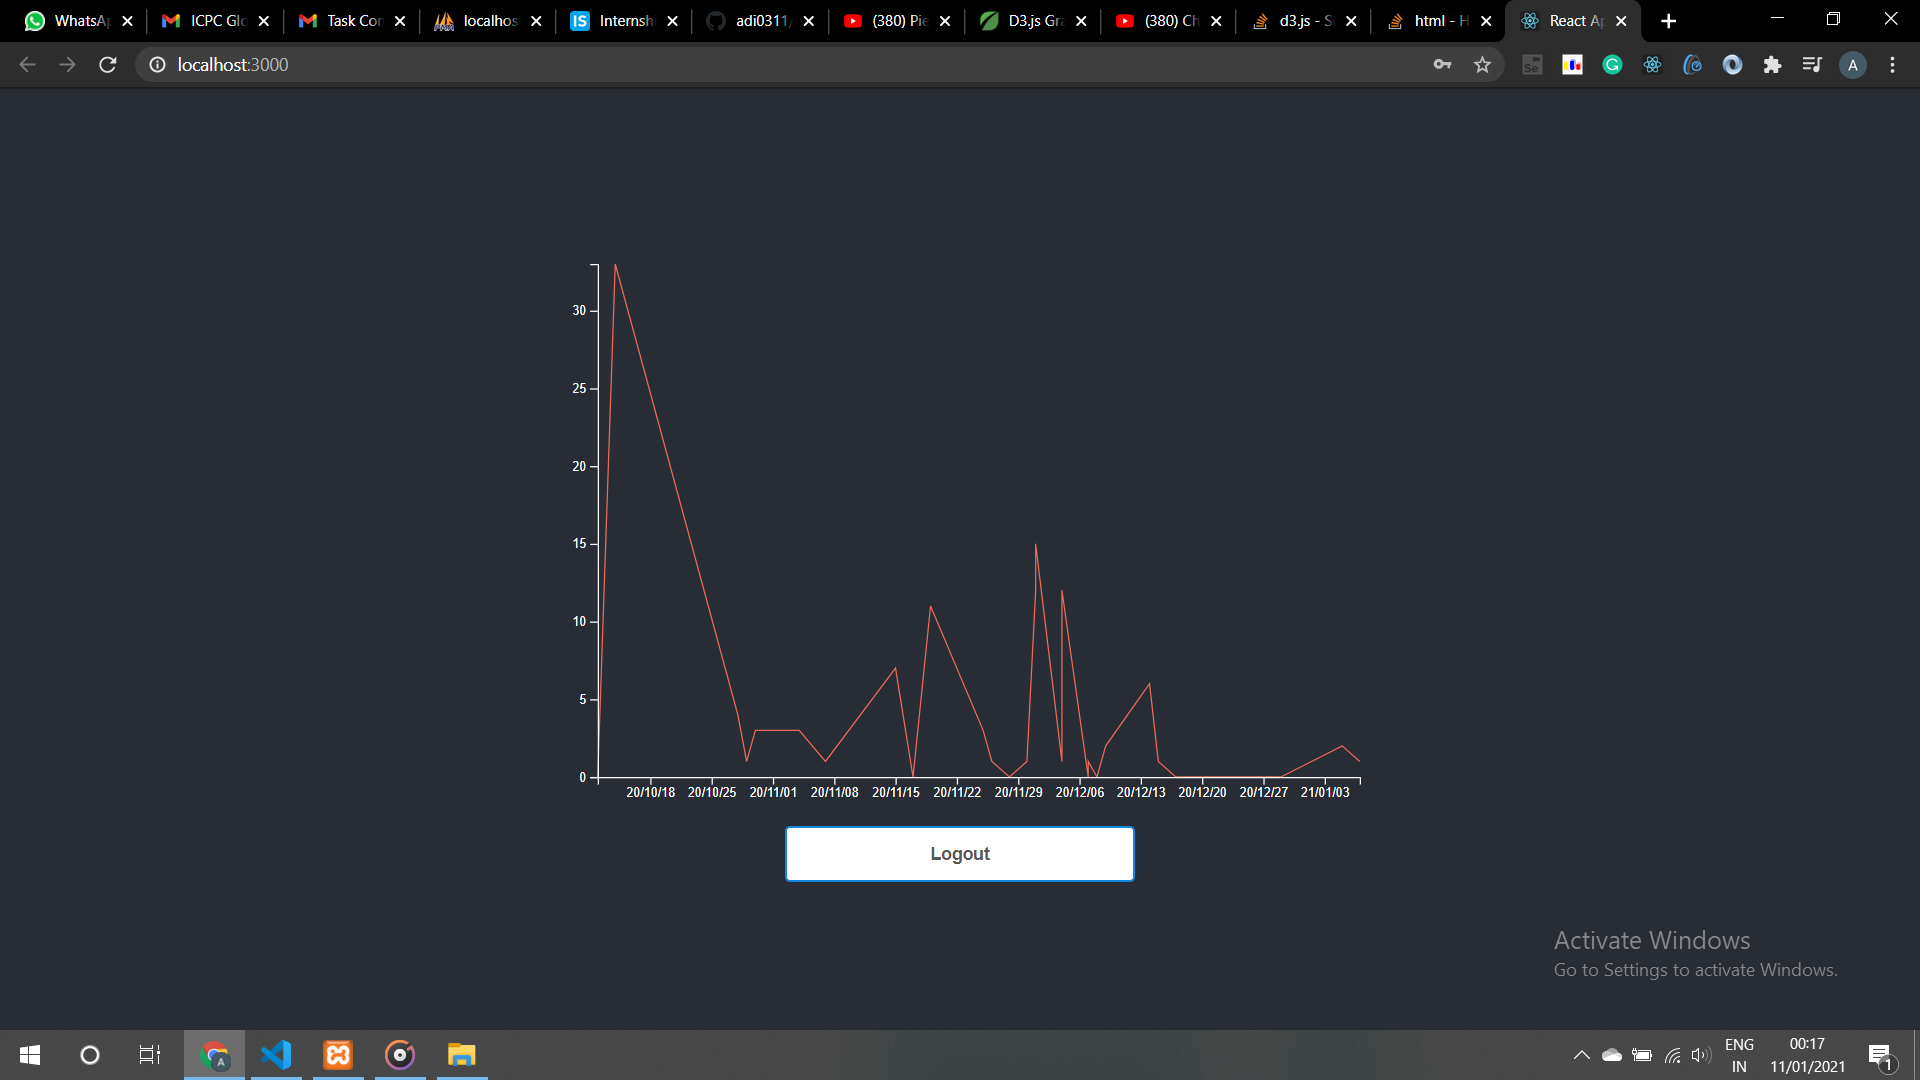 WhatsAp
ICPC Glo
Task Con
localhos
Internshi
adi0311/
(380) Pie
D3.js Gra
(380) Ch
d3.js - S
html - H
React Ap
localhost:3000
A
30
25
20
15
10
5
0
20/10/18 20/10/25 20/11/01 20/11/08 20/11/15 20/11/22 20/11/29 20/12/06 20/12/13 20/12/20 20/12/27 21/01/03
Logout
Activate Windows
Go to Settings to activate Windows.
ENG
IN
00:17
11/01/2021
1